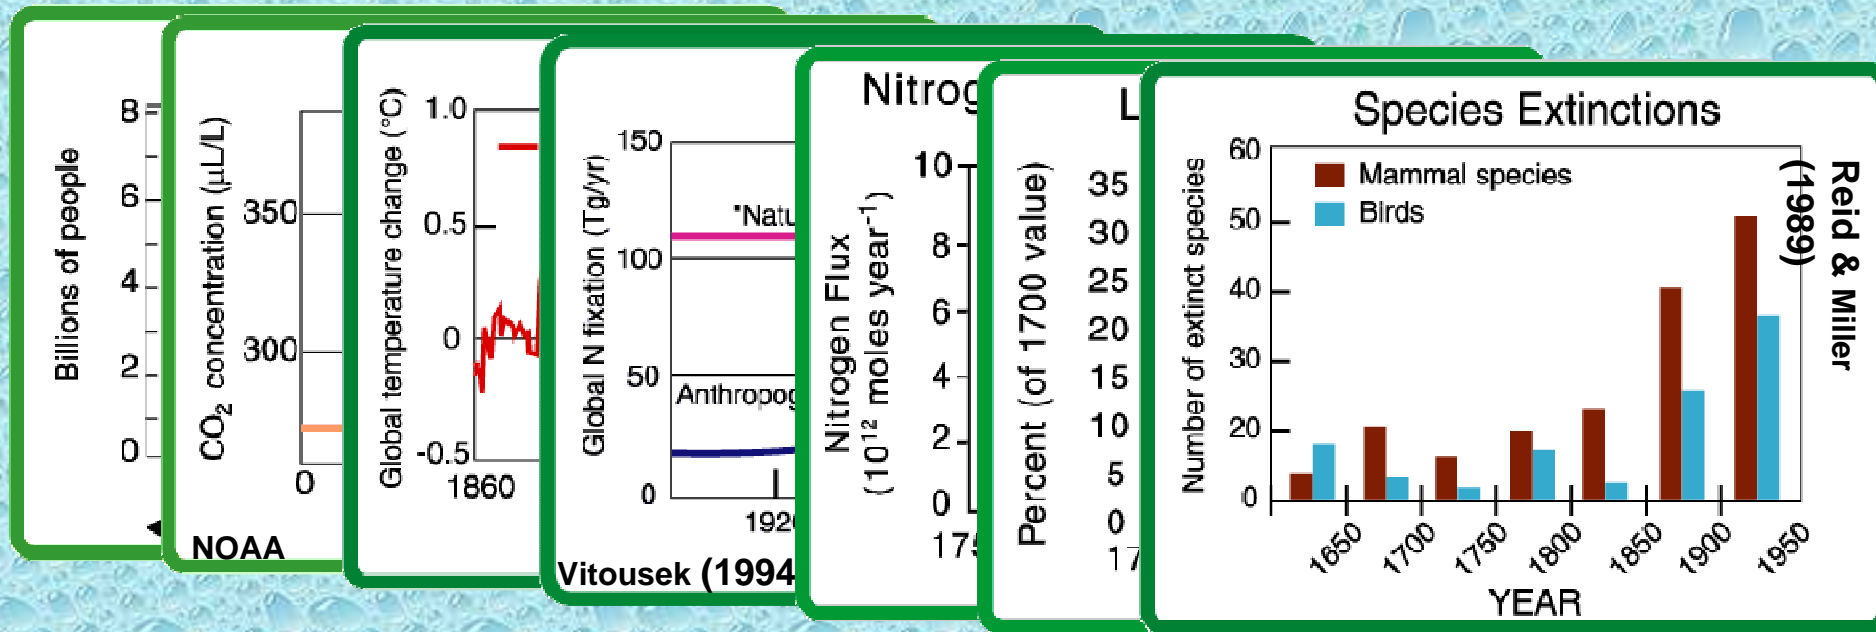 Billions of people
8
6
4
2
0
CO2 concentration (µL/L)
350
300
0
NOAA
Global temperature change (°C)
1.0
0.5
0
-0.5
1860
Global N fixation (Tg/yr)
150
100
50
0
"Natu
Anthropog
1920
Vitousek (1994
Nitrog
Nitrogen Flux
(10¹² moles year⁻¹)
10
8
6
4
2
0
175
L
Percent (of 1700 value)
35
30
25
20
15
10
5
0
17
Species Extinctions
Number of extinct species
60
50
40
30
20
0
Mammal species
Birds
1650
1700
1750
1800
1850
1900
1950
YEAR
Reid & Miller
(1989)